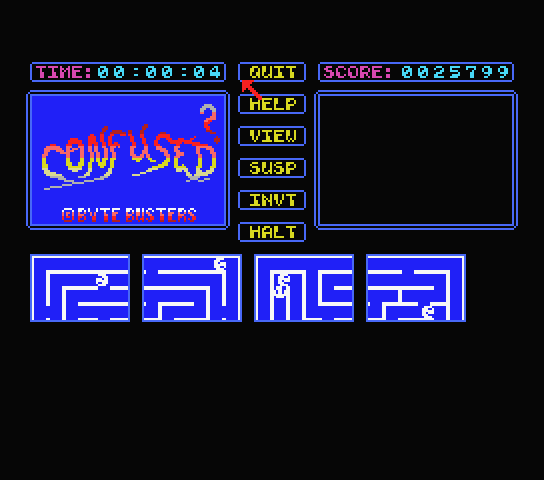 TIME:00:00:04 QUIT SCORE:0025799
HELP
VIEW
SUSP
INVT
HALT
CONFUSED?
©BYTE BUSTERS